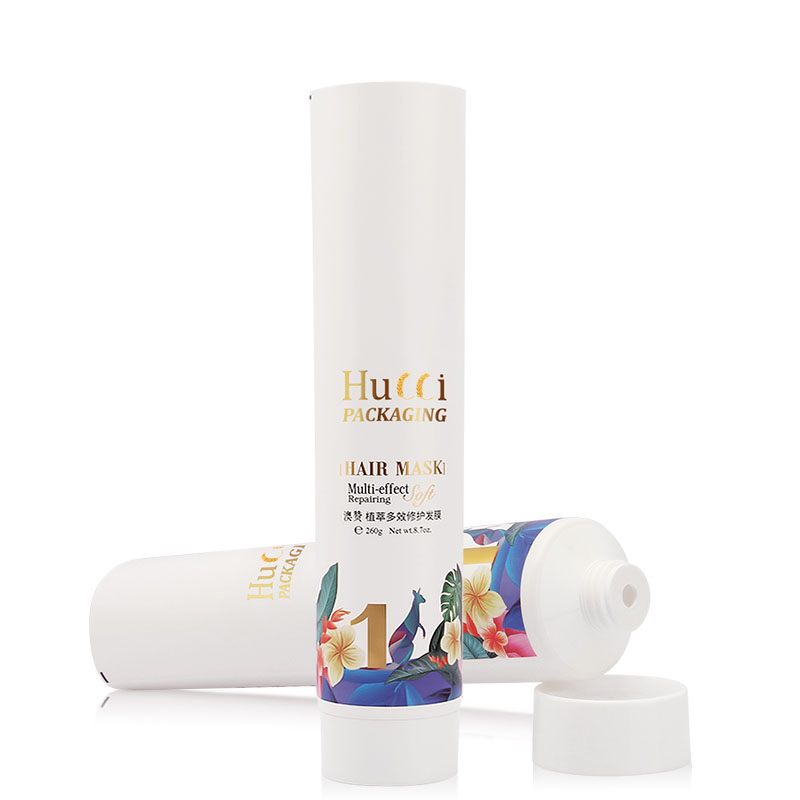 HuCCi
PACKAGING
HAIR MASK
Multi-effect
Repairing Soft
澳赞 植萃多效修护发膜
℮ 260g Net wt.8.7oz.
1
HuCCi
PACKAGING